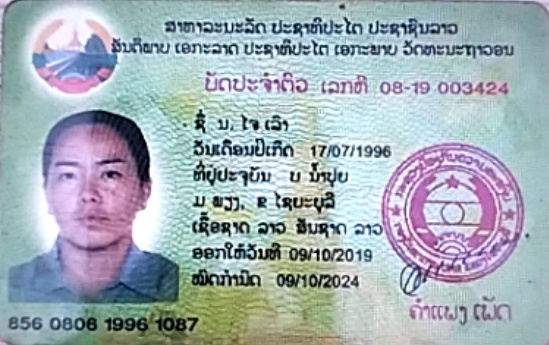 ສາທາລະນະລັດ ປະຊາທິປະໄຕ ປະຊາຊົນລາວ
ສັນຕິພາບ ເອກະລາດ ປະຊາທິປະໄຕ ເອກະພາບ ວັດທະນະຖາວອນ
ບັດປະຈຳຕົວ ເລກທີ 08-19 003424
ຊື່ ນ. ໃຈ ເລົາ
ວັນເດືອນປີເກີດ 17/07/1996
ທີ່ຢູ່ປະຈຸບັນ ບ ນ້ຳປຸຍ
ມ ພຽງ, ຂ ໄຊຍະບູລີ
ເຊື້ອຊາດ ລາວ ສັນຊາດ ລາວ
ອອກໃຫ້ວັນທີ 09/10/2019
ໝົດກຳນົດ 09/10/2024
ຄຳແພງ ເພັດ
856 0806 1996 1087